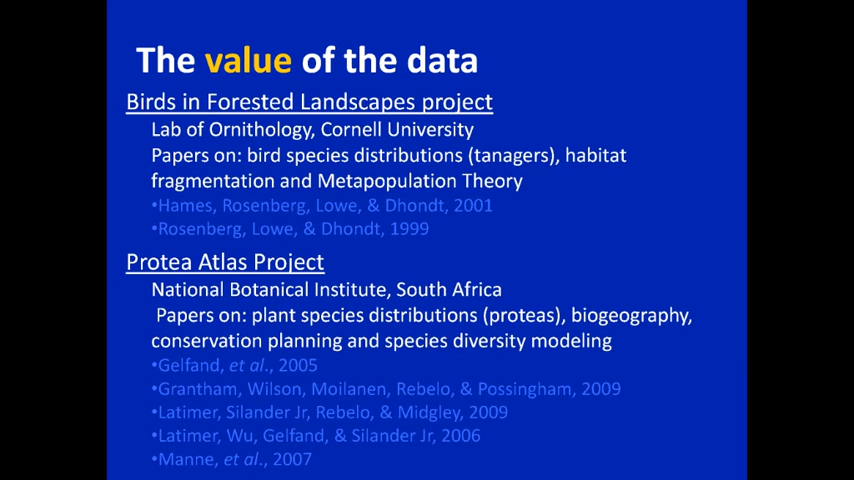 The value of the data
Birds in Forested Landscapes project
Lab of Ornithology, Cornell University
Papers on: bird species distributions (tanagers), habitat
fragmentation and Metapopulation Theory
•Hames, Rosenberg, Lowe, & Dhondt, 2001
•Rosenberg, Lowe, & Dhondt, 1999
Protea Atlas Project
National Botanical Institute, South Africa
Papers on: plant species distributions (proteas), biogeography,
conservation planning and species diversity modeling
•Gelfand, et al., 2005
•Grantham, Wilson, Moilanen, Rebelo, & Possingham, 2009
•Latimer, Silander Jr, Rebelo, & Midgley, 2009
•Latimer, Wu, Gelfand, & Silander Jr, 2006
•Manne, et al., 2007